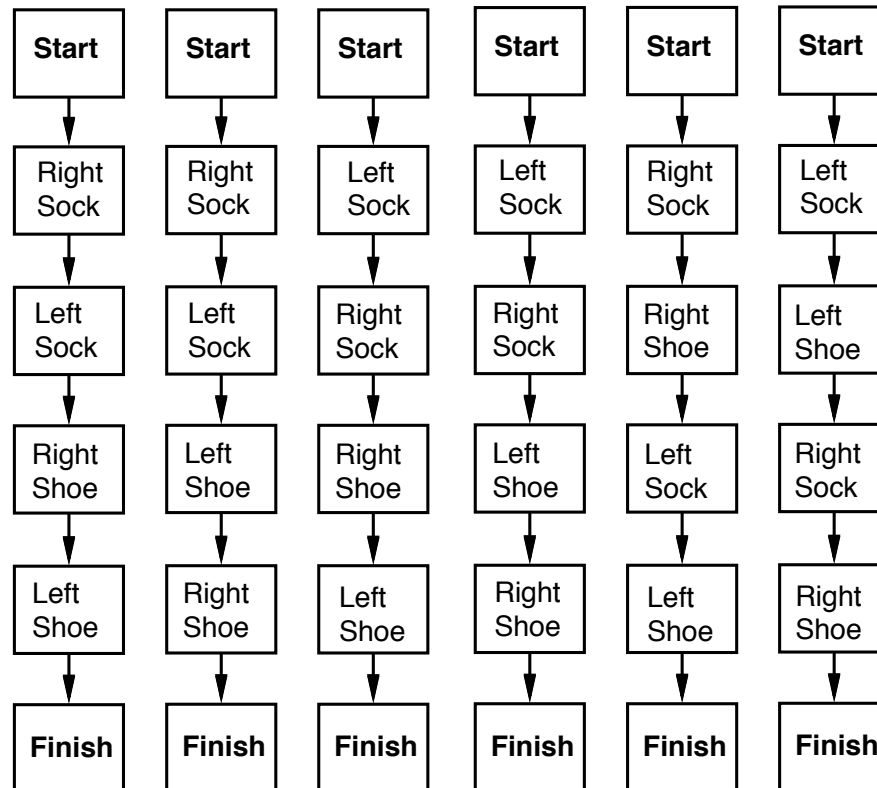 Start Start Start Start Start Start
Right Right Left Left Right Left
Sock Sock Sock Sock Sock Sock
Left Left Right Right Right Left
Sock Sock Sock Sock Shoe Shoe
Right Left Right Left Left Right
Shoe Shoe Shoe Shoe Sock Sock
Left Right Left Right Left Right
Shoe Shoe Shoe Shoe Shoe Shoe
Finish Finish Finish Finish Finish Finish